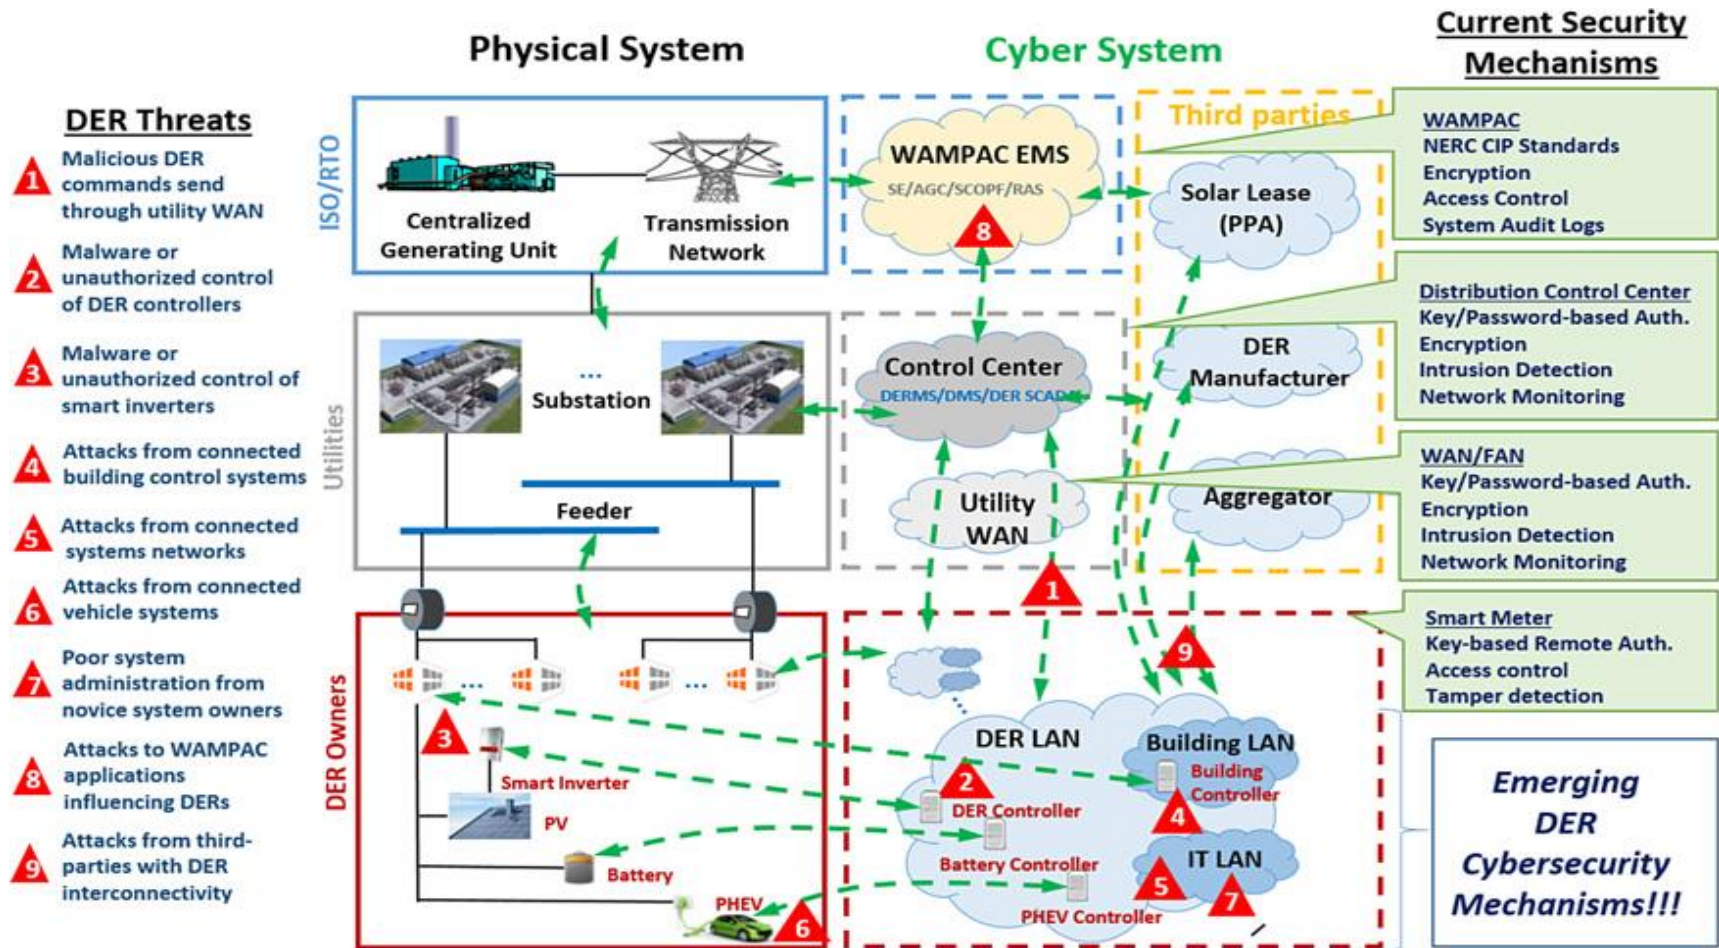 Physical System
Cyber System
Current Security
Mechanisms
DER Threats
1
Malicious DER
commands send
through utility WAN
2
Malware or
unauthorized control
of DER controllers
3
Malware or
unauthorized control of
smart inverters
4
Attacks from connected
building control systems
5
Attacks from connected
systems networks
6
Attacks from connected
vehicle systems
7
Poor system
administration from
novice system owners
8
Attacks to WAMPAC
applications
influencing DERs
9
Attacks from third-
parties with DER
interconnectivity
ISO/RTO
Centralized
Generating Unit
Transmission
Network
WAMPAC EMS
SE/AGC/SCOPF/RAS
8
Third parties
Solar Lease
(PPA)
DER
Manufacturer
Aggregator
Utilities
...
Substation
Feeder
Control Center
DERMS/DMS/DER SCADA
Utility
WAN
1
9
DER Owners
...
...
3
Smart Inverter
PV
Battery
PHEV
6
DER LAN
2
DER Controller
Battery Controller
PHEV Controller
Building LAN
Building
Controller
4
IT LAN
5
7
WAMPAC
NERC CIP Standards
Encryption
Access Control
System Audit Logs
Distribution Control Center
Key/Password-based Auth.
Encryption
Intrusion Detection
Network Monitoring
WAN/FAN
Key/Password-based Auth.
Encryption
Intrusion Detection
Network Monitoring
Smart Meter
Key-based Remote Auth.
Access control
Tamper detection
Emerging
DER
Cybersecurity
Mechanisms!!!